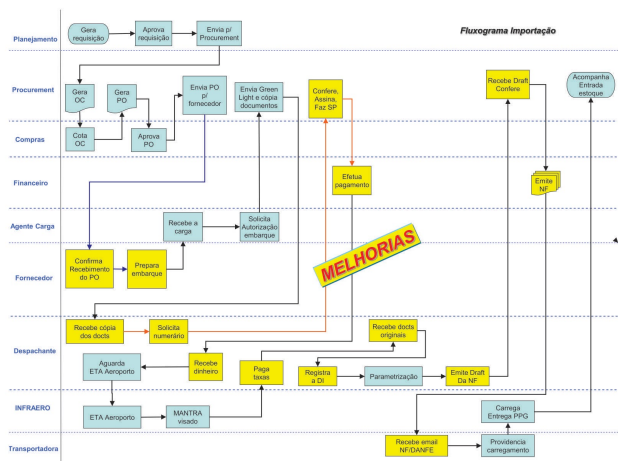 Fluxograma Importação
Planejamento
Gera
requisição
Aprova
requisição
Envia p/
Procurement
Procurement
Gera
OC
Gera
PO
Envia PO
p/
fornecedor
Envia Green
Light e cópia
documentos
Confere,
Assina,
Faz SP
Recebe Draft
Confere
Acompanha
Entrada
estoque
Compras
Cota
OC
Aprova
PO
Financeiro
Efetua
pagamento
Emite
NF
Agente Carga
Recebe a
carga
Solicita
Autorização
embarque
Fornecedor
Confirma
Recebimento
do PO
Prepara
embarque
MELHORIAS
Despachante
Recebe cópia
dos docts
Solicita
numerário
Recebe docts
originais
Aguarda
ETA Aeroporto
Recebe
dinheiro
Paga
taxas
Registra
a DI
Parametrização
Emite Draft
Da NF
INFRAERO
ETA Aeroporto
MANTRA
visado
Carrega
Entrega PPG
Transportadora
Recebe email
NF/DANFE
Providencia
carregamento